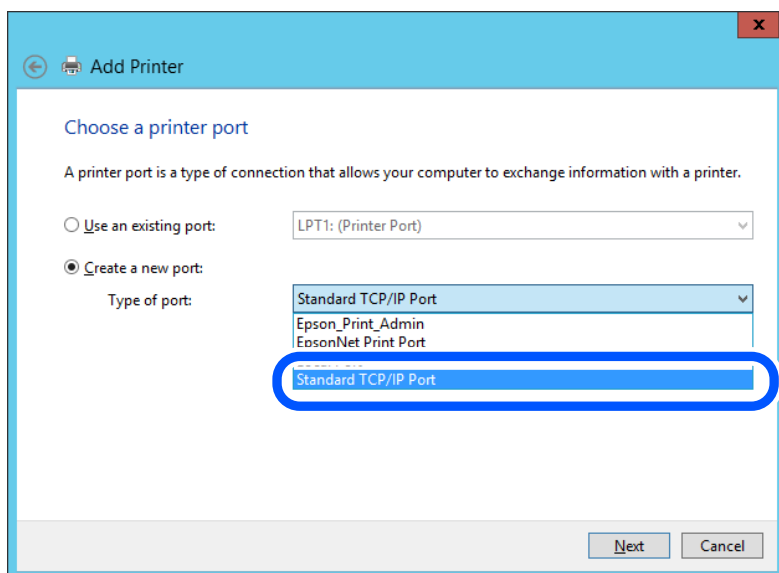 x
Add Printer
Choose a printer port
A printer port is a type of connection that allows your computer to exchange information with a printer.
Use an existing port: LPT1: (Printer Port)
Create a new port:
Type of port: Standard TCP/IP Port
Epson_Print_Admin
EpsonNet Print Port
Standard TCP/IP Port
Next Cancel